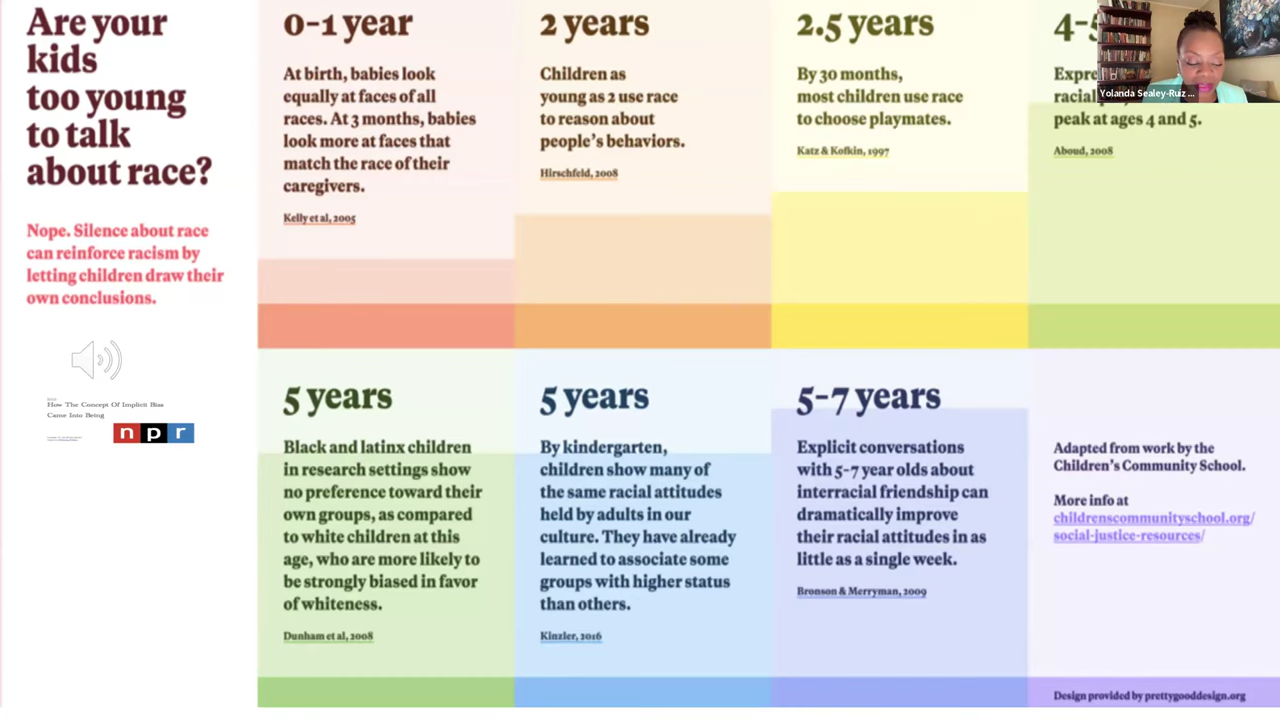 Are your
kids
too young
to talk
about race?
Nope. Silence about race
can reinforce racism by
letting children draw their
own conclusions.
How The Concept Of Implicit Bias
Came Into Being
npr
0-1 year
At birth, babies look
equally at faces of all
races. At 3 months, babies
look more at faces that
match the race of their
caregivers.
Kelly et al, 2005
2 years
Children as
young as 2 use race
to reason about
people's behaviors.
Hirschfeld, 2008
2.5 years
By 30 months,
most children use race
to choose playmates.
Katz & Kofkin, 1997
peak at ages 4 and 5.
Aboud, 2008
Yolanda Sealey-Ruiz ...
5 years
Black and latinx children
in research settings show
no preference toward their
own groups, as compared
to white children at this
age, who are more likely to
be strongly biased in favor
of whiteness.
Dunham et al, 2008
5 years
By kindergarten,
children show many of
the same racial attitudes
held by adults in our
culture. They have already
learned to associate some
groups with higher status
than others.
Kinzler, 2016
5-7 years
Explicit conversations
with 5-7 year olds about
interracial friendship can
dramatically improve
their racial attitudes in as
little as a single week.
Bronson & Merryman, 2009
Adapted from work by the
Children's Community School.
More info at
childrenscommunityschool.org/
social-justice-resources/
Design provided by prettygooddesign.org